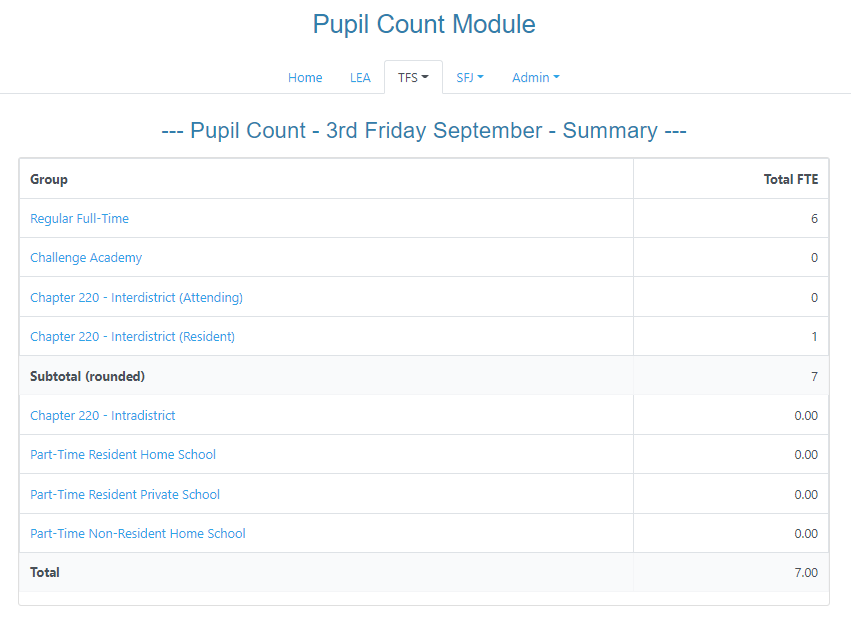 Pupil Count Module
Home LEA TFS SFJ Admin
--- Pupil Count - 3rd Friday September - Summary ---
Group Total FTE
Regular Full-Time 6
Challenge Academy 0
Chapter 220 - Interdistrict (Attending) 0
Chapter 220 - Interdistrict (Resident) 1
Subtotal (rounded) 7
Chapter 220 - Intradistrict 0.00
Part-Time Resident Home School 0.00
Part-Time Resident Private School 0.00
Part-Time Non-Resident Home School 0.00
Total 7.00